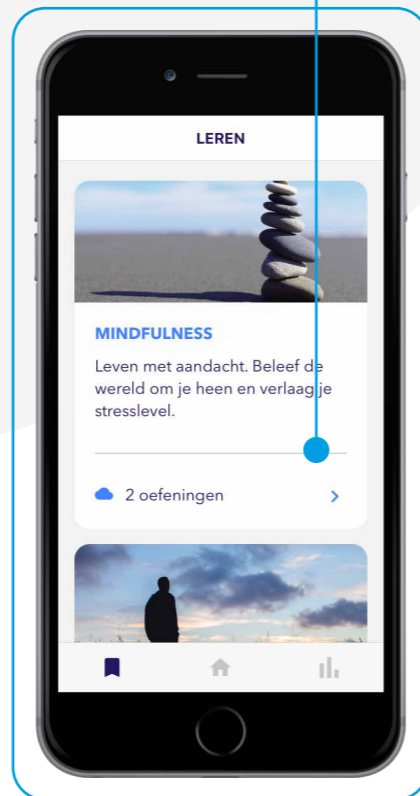 LEREN
MINDFULNESS
Leven met aandacht. Beleef de
wereld om je heen en verlaag je
stresslevel.
2 oefeningen